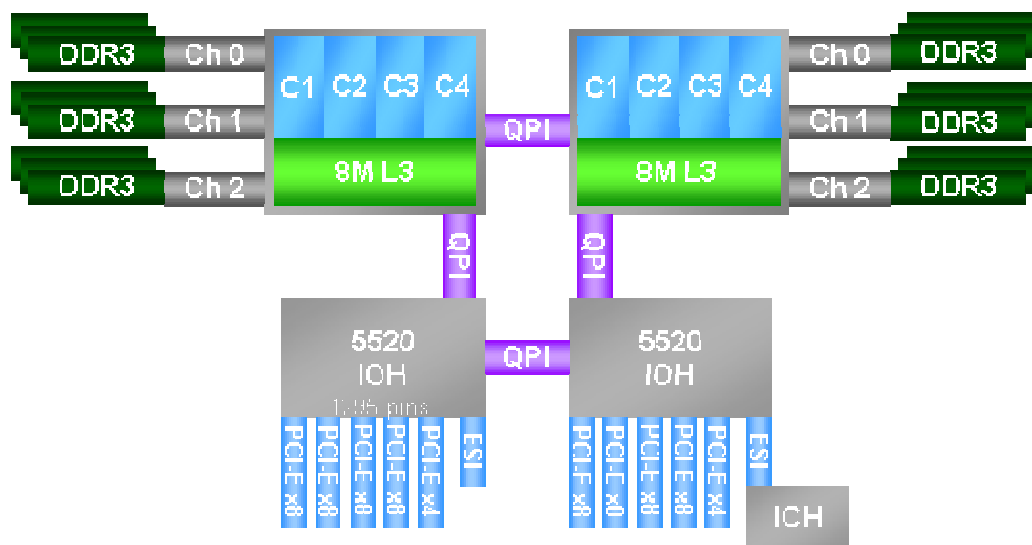 DDR3 Ch 0
DDR3 Ch 1
DDR3 Ch 2
C1 C2 C3 C4
8M L3
QPI
C1 C2 C3 C4
8M L3
Ch 0 DDR3
Ch 1 DDR3
Ch 2 DDR3
QPI
QPI
5520
IOH
pins
QPI
5520
IOH
PCI-E x8
PCI-E x8
PCI-E x8
PCI-E x8
PCI-E x4
ESI
PCI-E x8
PCI-E x8
PCI-E x8
PCI-E x8
PCI-E x4
ESI
ICH